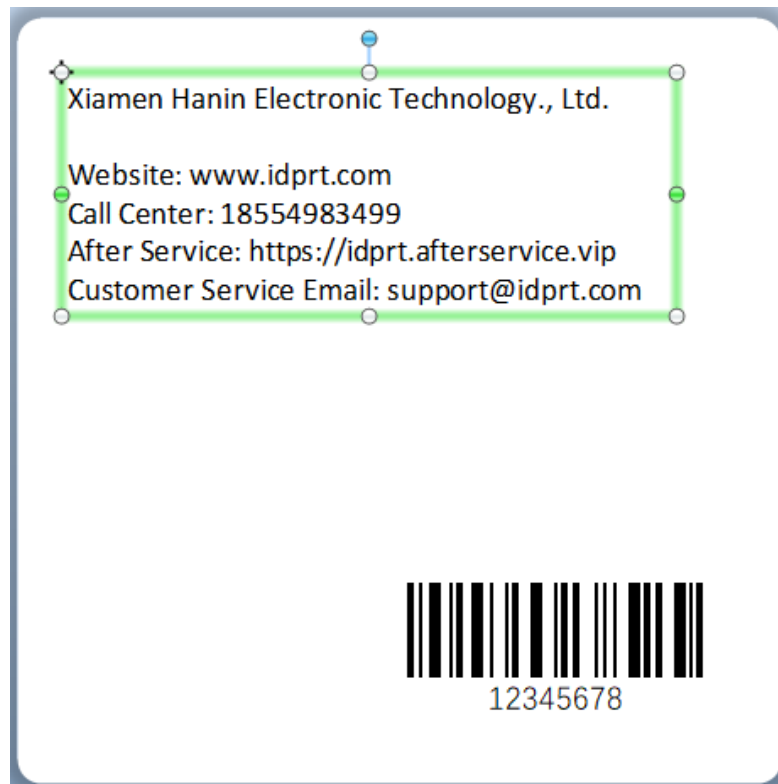 Xiamen Hanin Electronic Technology., Ltd.
Website: www.idprt.com
Call Center: 18554983499
After Service: https://idprt.afterservice.vip
Customer Service Email: support@idprt.com
12345678